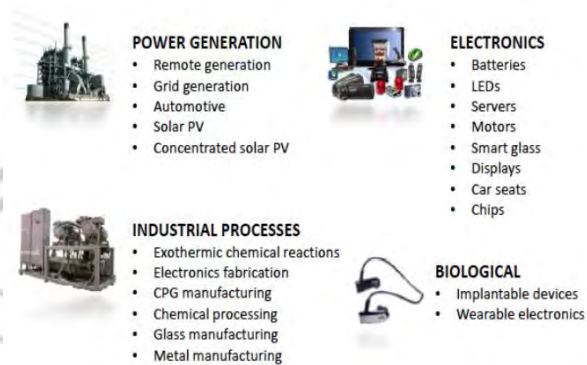 POWER GENERATION
• Remote generation
• Grid generation
• Automotive
• Solar PV
• Concentrated solar PV
ELECTRONICS
• Batteries
• LEDs
• Servers
• Motors
• Smart glass
• Displays
• Car seats
• Chips
INDUSTRIAL PROCESSES
• Exothermic chemical reactions
• Electronics fabrication
• CPG manufacturing
• Chemical processing
• Glass manufacturing
• Metal manufacturing
BIOLOGICAL
• Implantable devices
• Wearable electronics